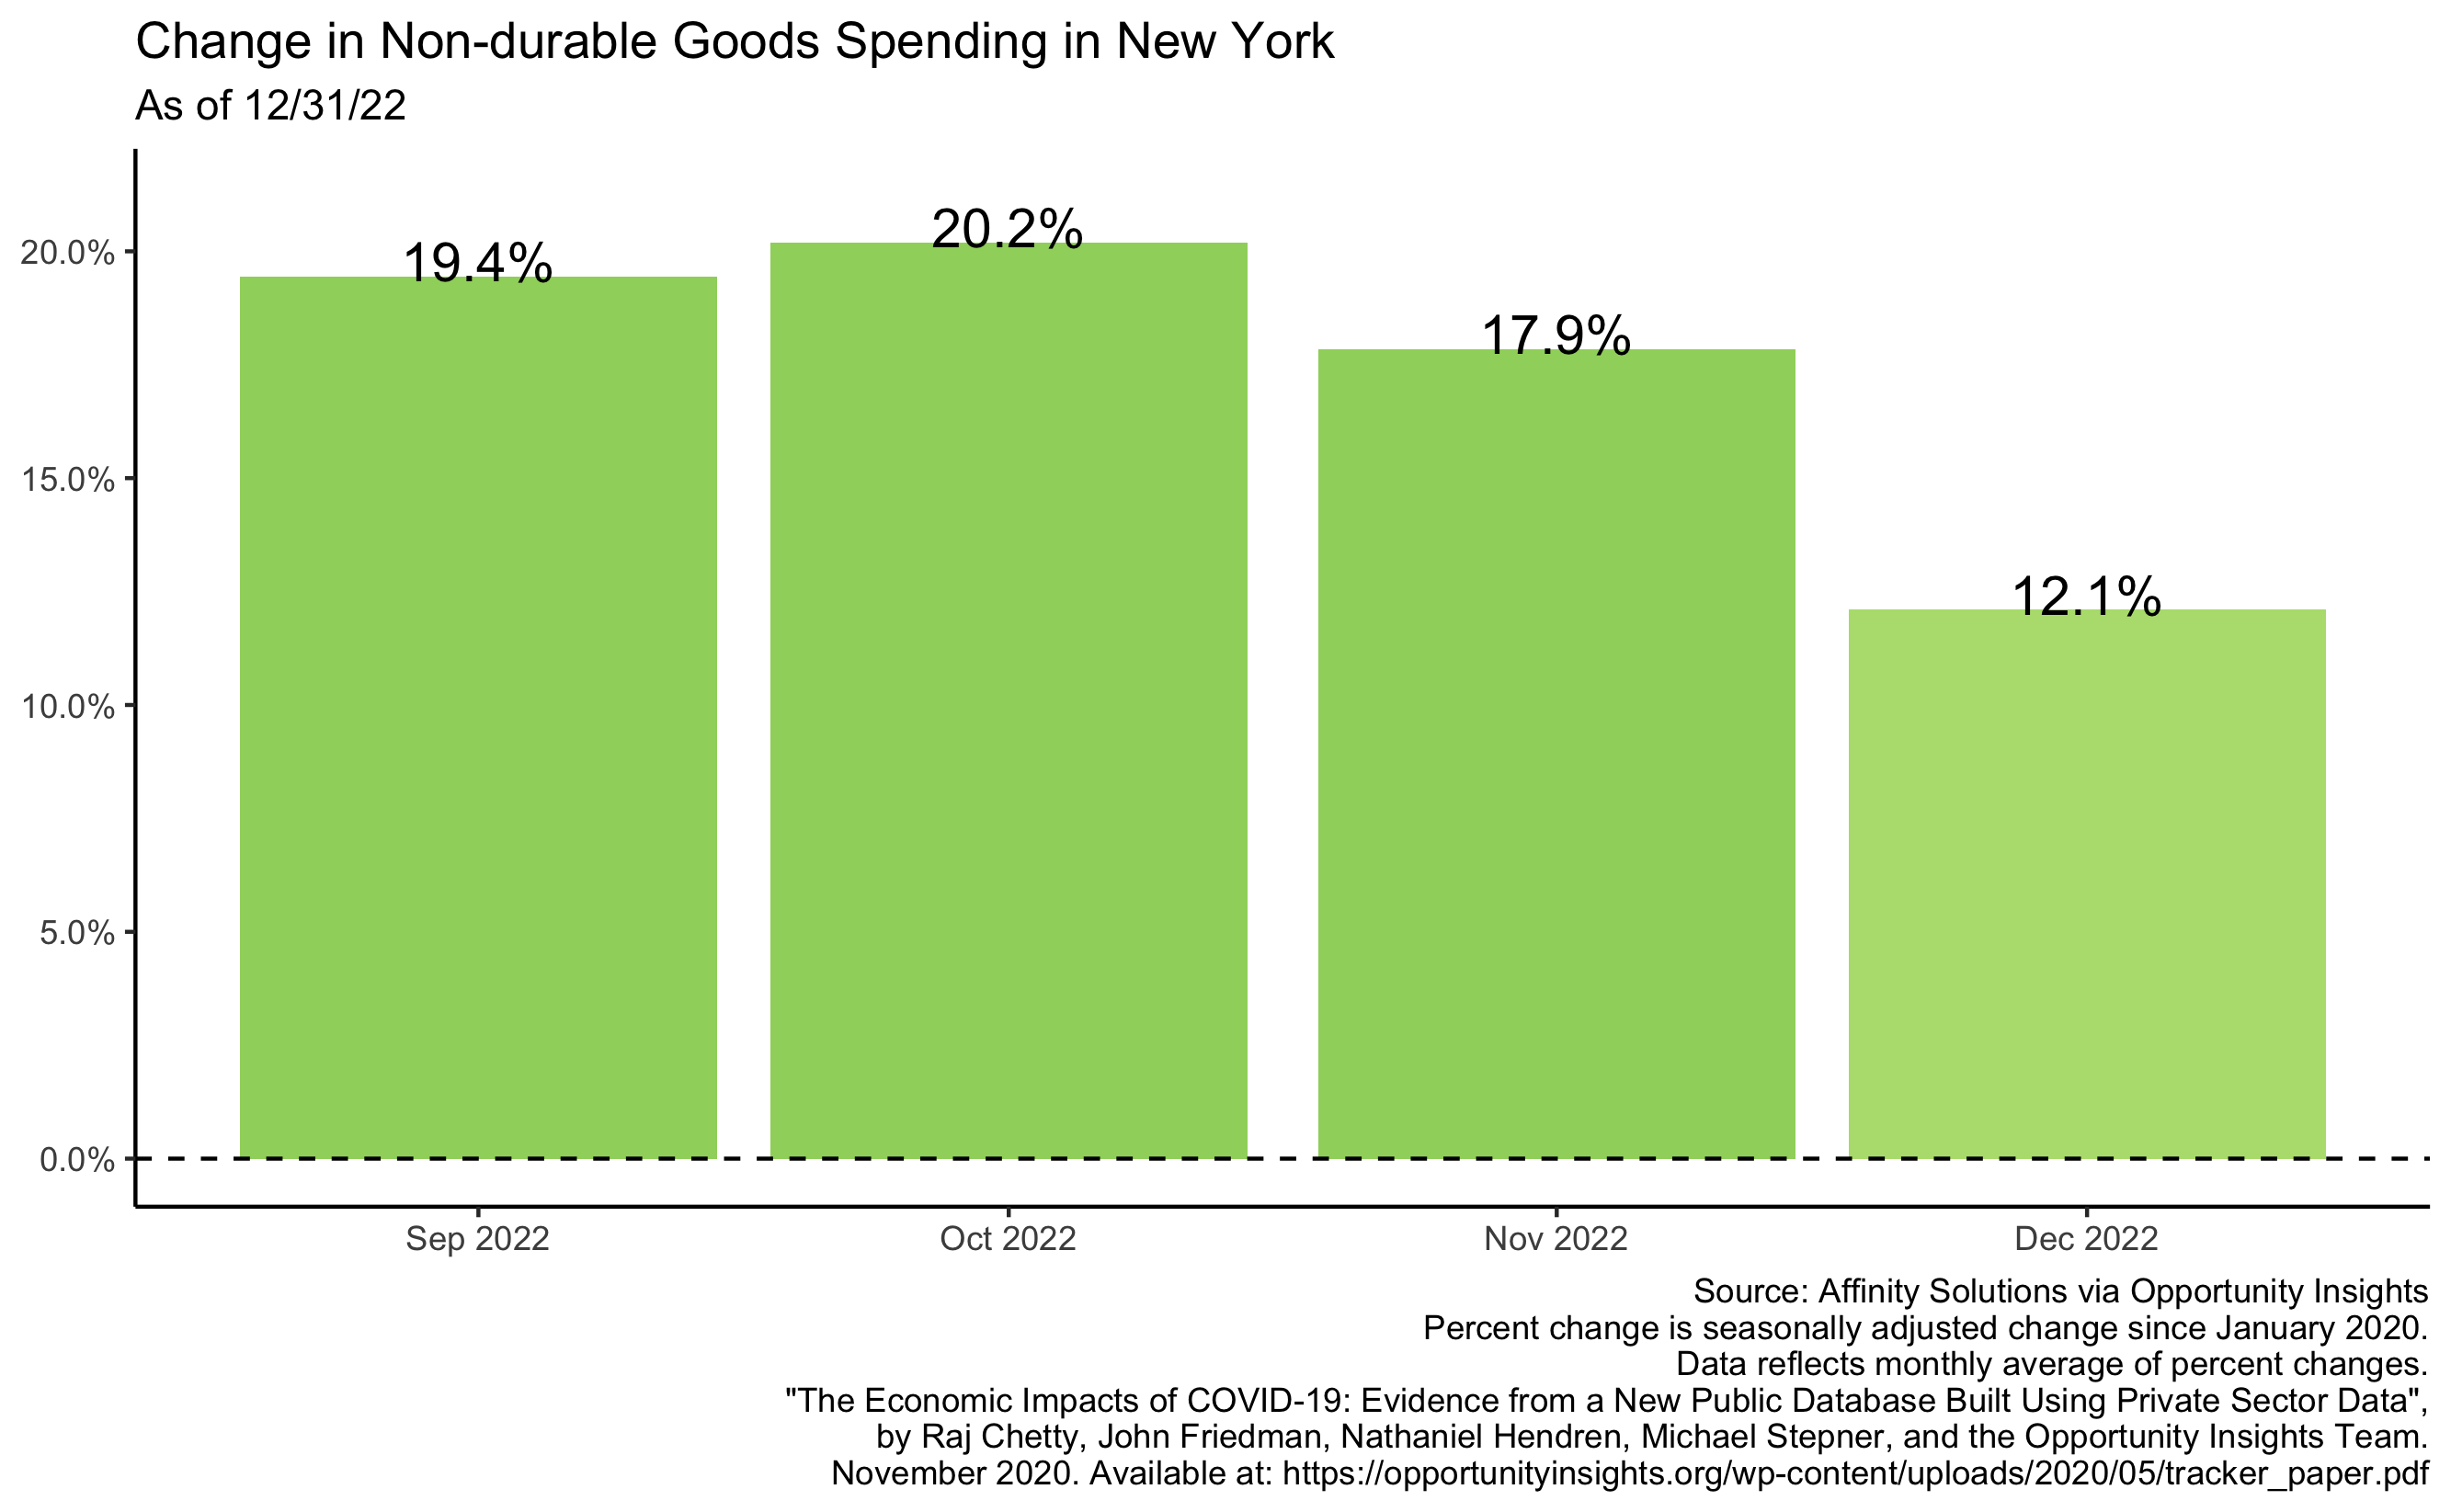 Change in Non-durable Goods Spending in New York
As of 12/31/22
20.0%
15.0%
10.0%
5.0%
0.0%
19.4%
20.2%
17.9%
12.1%
Sep 2022
Oct 2022
Nov 2022
Dec 2022
Source: Affinity Solutions via Opportunity Insights
Percent change is seasonally adjusted change since January 2020.
Data reflects monthly average of percent changes.
"The Economic Impacts of COVID-19: Evidence from a New Public Database Built Using Private Sector Data",
by Raj Chetty, John Friedman, Nathaniel Hendren, Michael Stepner, and the Opportunity Insights Team.
November 2020. Available at: https://opportunityinsights.org/wp-content/uploads/2020/05/tracker_paper.pdf